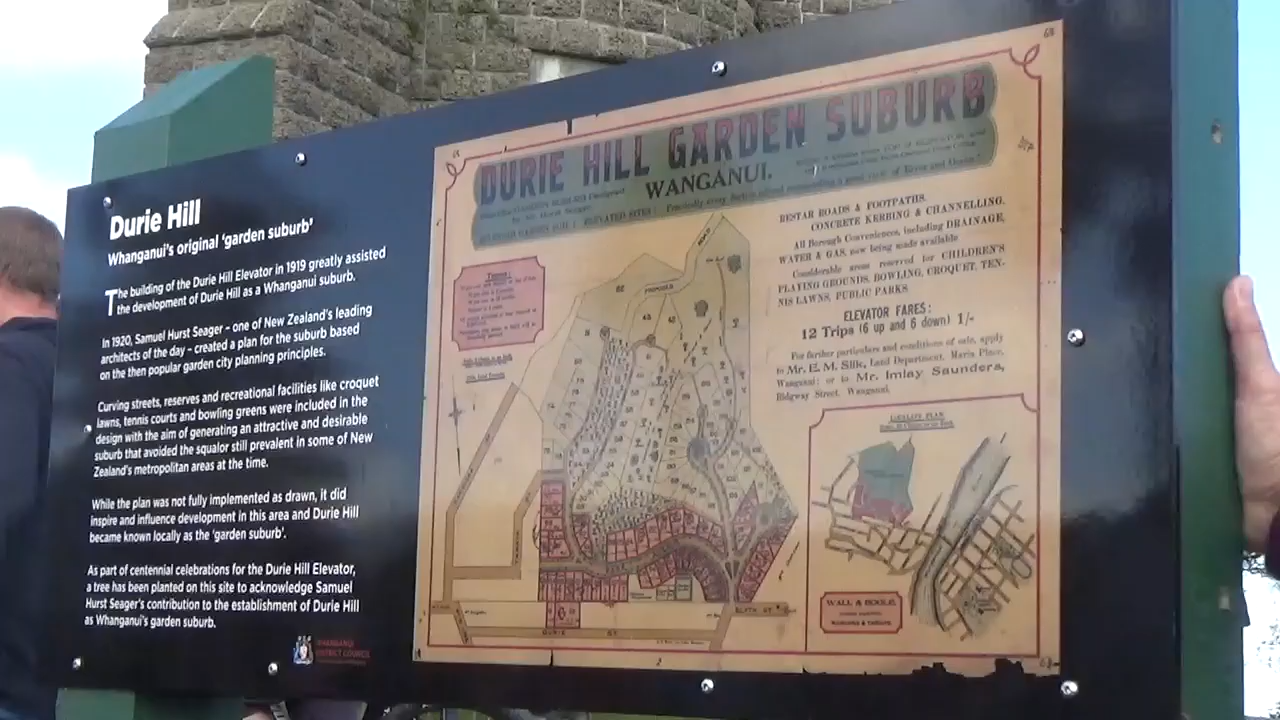 Durie Hill
Whanganui's original 'garden suburb'
The building of the Durie Hill Elevator in 1919 greatly assisted
the development of Durie Hill as a Whanganui suburb.
In 1920, Samuel Hurst Seager – one of New Zealand's leading
architects of the day – created a plan for the suburb based
on the then popular garden city planning principles.
Curving streets, reserves and recreational facilities like croquet
lawns, tennis courts and bowling greens were included in the
design with the aim of generating an attractive and desirable
suburb that avoided the squalor still prevalent in some of New
Zealand's metropolitan areas at the time.
While the plan was not fully implemented as drawn, it did
inspire and influence development in this area and Durie Hill
became known locally as the 'garden suburb'.
As part of centennial celebrations for the Durie Hill Elevator,
a tree has been planted on this site to acknowledge Samuel
Hurst Seager's contribution to the establishment of Durie Hill
as Whanganui's garden suburb.
WHANGANUI
DISTRICT COUNCIL
DURIE HILL GARDEN SUBURB
WANGANUI.
ELEVATED SITES
BESTAR ROADS & FOOTPATHS.
CONCRETE KERBING & CHANNELLING.
All Borough Conveniences, including DRAINAGE,
WATER & GAS, now being made available
Considerable areas reserved for CHILDREN'S
PLAYING GROUNDS, BOWLING, CROQUET, TEN-
NIS LAWNS, PUBLIC PARKS
ELEVATOR FARES:
12 Trips (6 up and 6 down) 1/-
For further particulars and conditions of sale, apply
to Mr. E. M. Silk, Land Department, Maria Place,
Wanganui: or to Mr. Imlay Saunders,
Ridgway Street, Wanganui.
Terms:
PROPOSED
ROAD
LOCALITY PLAN
WALL & BOGLE,
DURIE ST
BLYTH ST